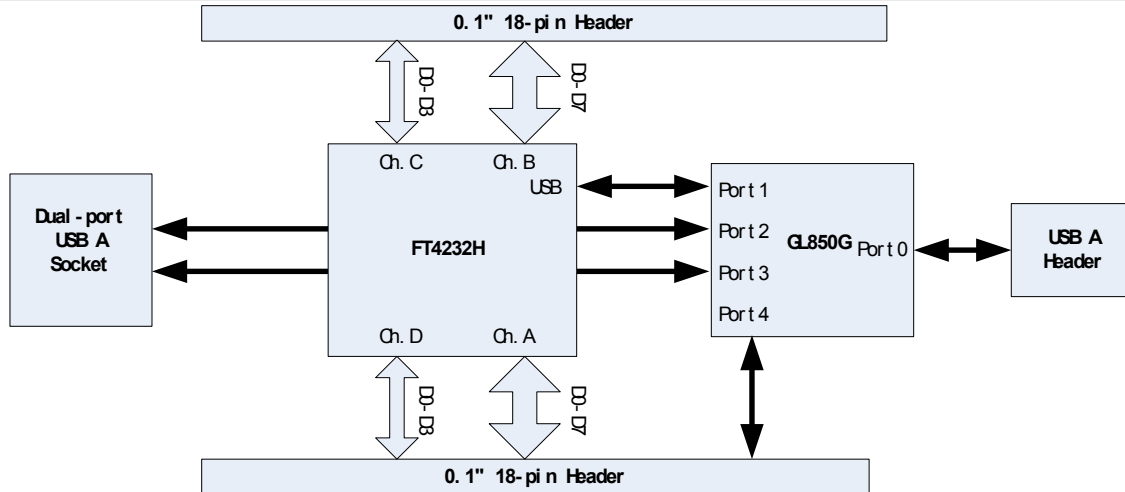 0.1" 18-pin Header
D0-D3
D0-D7
Ch. C
Ch. B
USB
Dual-port
USB A
Socket
FT4232H
Port 1
Port 2
Port 3
Port 4
GL850G
Port 0
USB A
Header
Ch. D
Ch. A
D0-D3
D0-D7
0.1" 18-pin Header